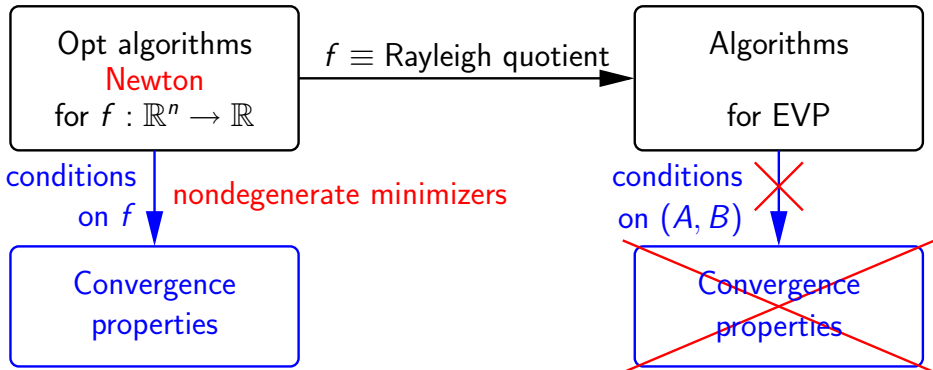 Opt algorithms
Newton
for f : ℝⁿ → ℝ
f ≡ Rayleigh quotient
Algorithms
for EVP
conditions
on f
nondegenerate minimizers
conditions
on (A, B)
Convergence
properties
Convergence
properties